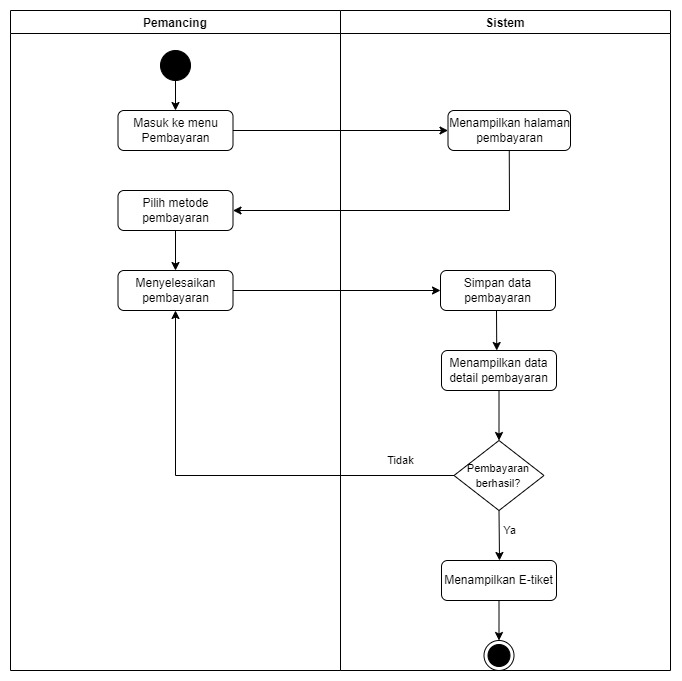 Pemancing
Sistem
Masuk ke menu
Pembayaran
Menampilkan halaman
pembayaran
Pilih metode
pembayaran
Menyelesaikan
pembayaran
Simpan data
pembayaran
Menampilkan data
detail pembayaran
Tidak
Pembayaran
berhasil?
Ya
Menampilkan E-tiket